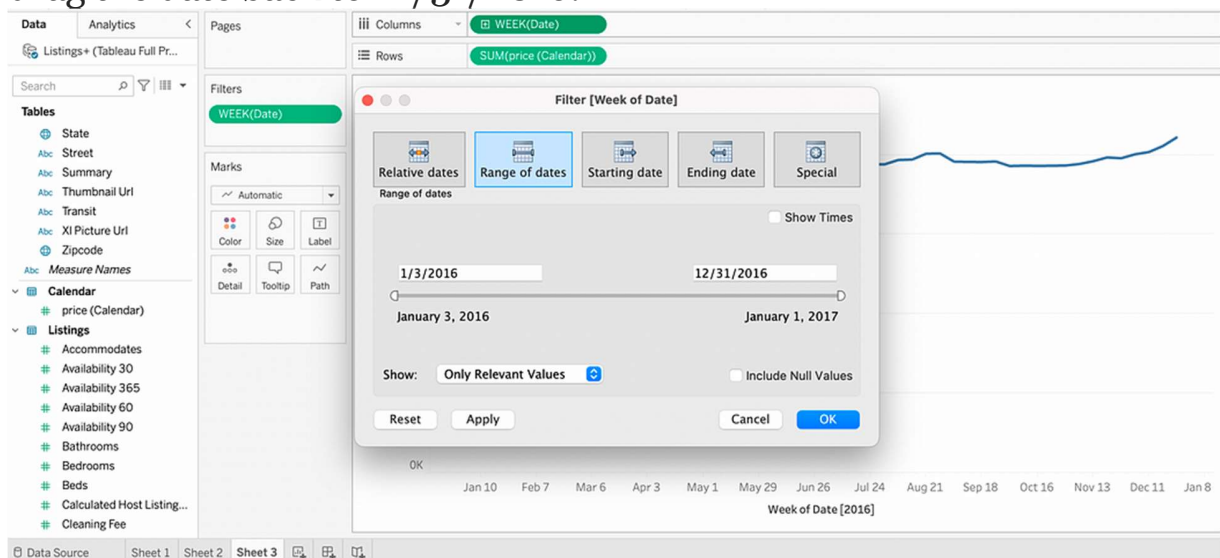 Data Analytics <
Listings+ (Tableau Full Pr...
Search
Tables
State
Abc Street
Abc Summary
Abc Thumbnail Url
Abc Transit
Abc Xl Picture Url
Zipcode
Abc Measure Names
Calendar
# price (Calendar)
Listings
# Accommodates
# Availability 30
# Availability 365
# Availability 60
# Availability 90
# Bathrooms
# Bedrooms
# Beds
# Calculated Host Listing...
# Cleaning Fee
Pages
Filters
WEEK(Date)
Marks
Automatic
Color Size Label
Detail Tooltip Path
Columns WEEK(Date)
Rows SUM(price (Calendar))
Filter [Week of Date]
Relative dates Range of dates Starting date Ending date Special
Range of dates
Show Times
1/3/2016 12/31/2016
January 3, 2016 January 1, 2017
Show: Only Relevant Values Include Null Values
Reset Apply Cancel OK
0K
Jan 10 Feb 7 Mar 6 Apr 3 May 1 May 29 Jun 26 Jul 24 Aug 21 Sep 18 Oct 16 Nov 13 Dec 11 Jan 8
Week of Date [2016]
Data Source Sheet 1 Sheet 2 Sheet 3